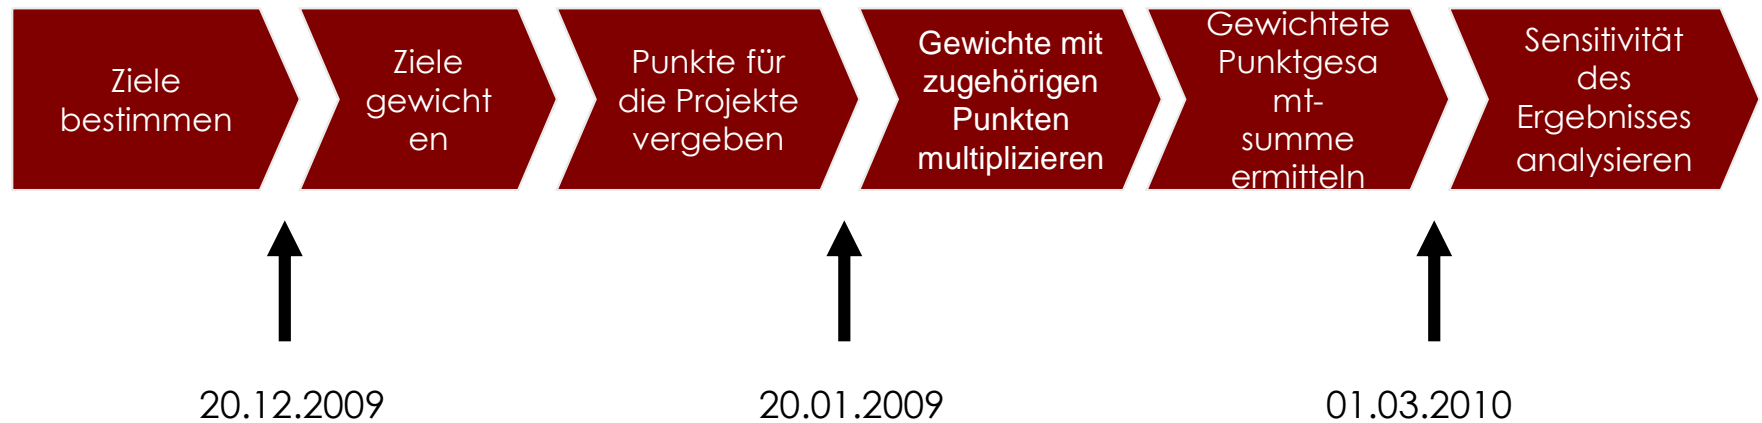 Ziele
bestimmen
Ziele
gewicht
en
Punkte für
die Projekte
vergeben
Gewichte mit
zugehörigen
Punkten
multiplizieren
Gewichtete
Punktgesa
mt-
summe
ermitteln
Sensitivität
des
Ergebnisses
analysieren
20.12.2009
20.01.2009
01.03.2010